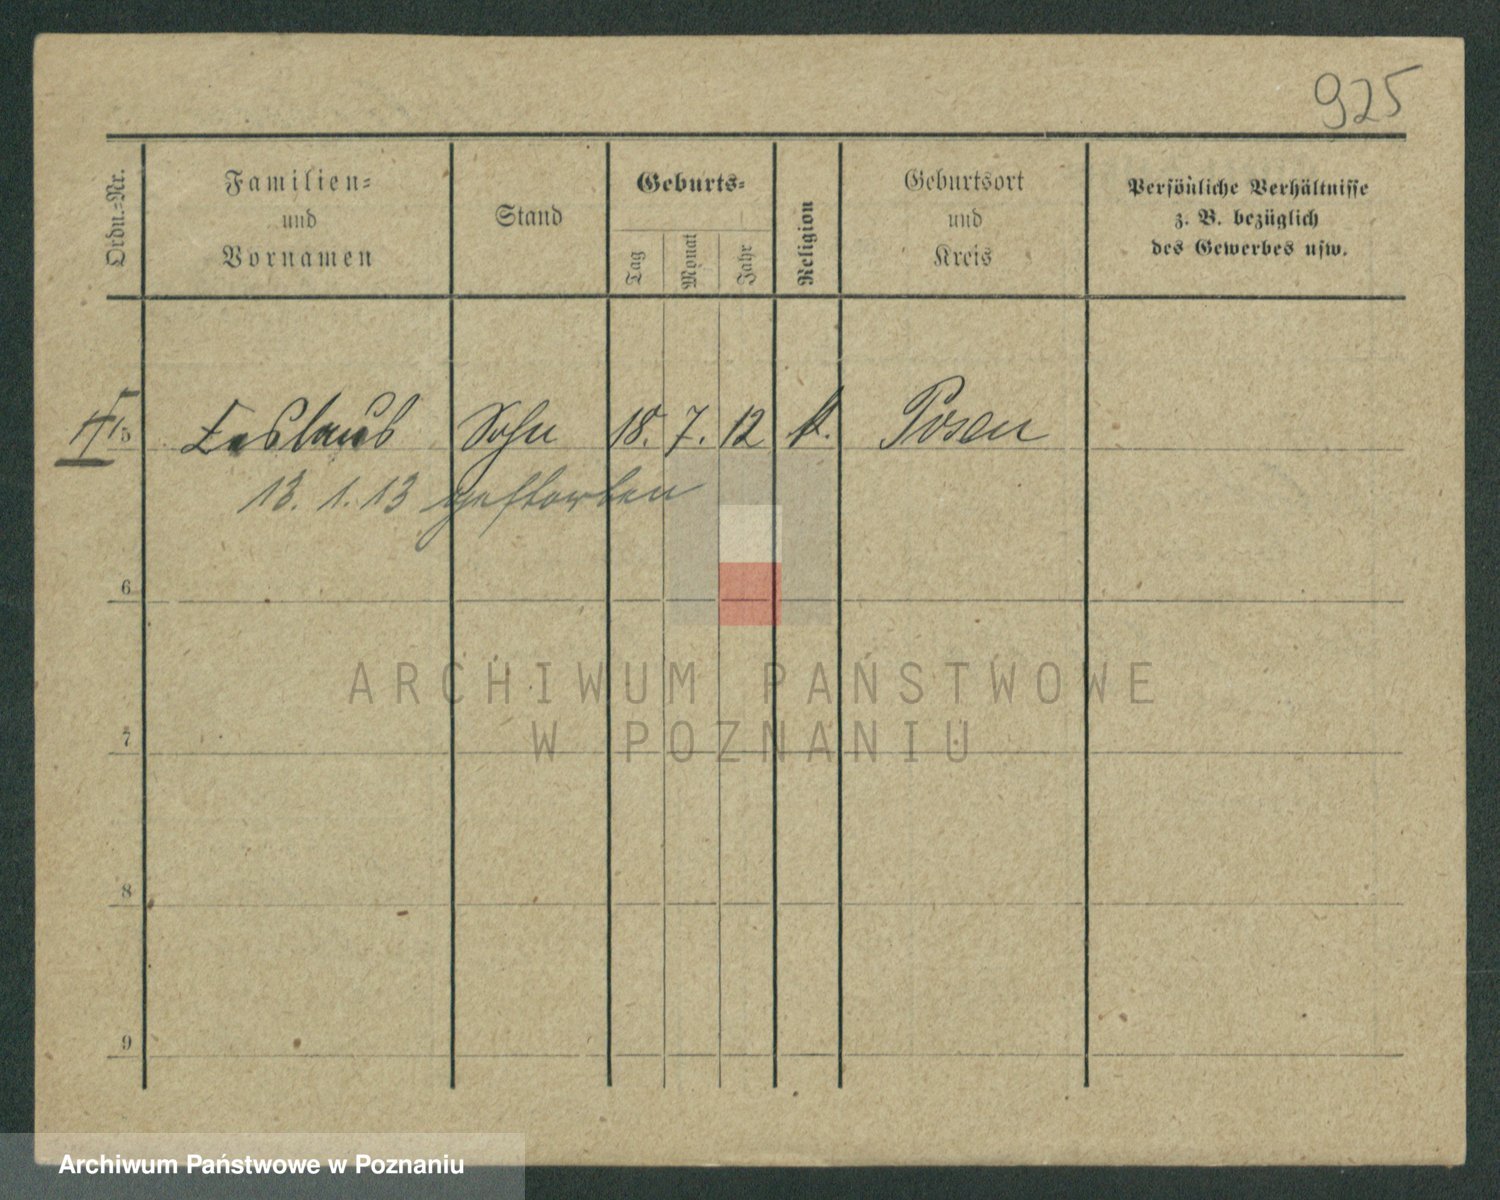 925
Ordn.-Nr.
Familien-
und
Vornamen
Stand
Geburts-
Tag
Monat
Jahr
Religion
Geburtsort
und
Kreis
Persönliche Verhältnisse
z. B. bezüglich
des Gewerbes usw.
5 Sohn 18. 7. 12 k. Posen
13. 1. 13 gestorben
6
7
8
9
ARCHIWUM PAŃSTWOWE
W POZNANIU
Archiwum Państwowe w Poznaniu